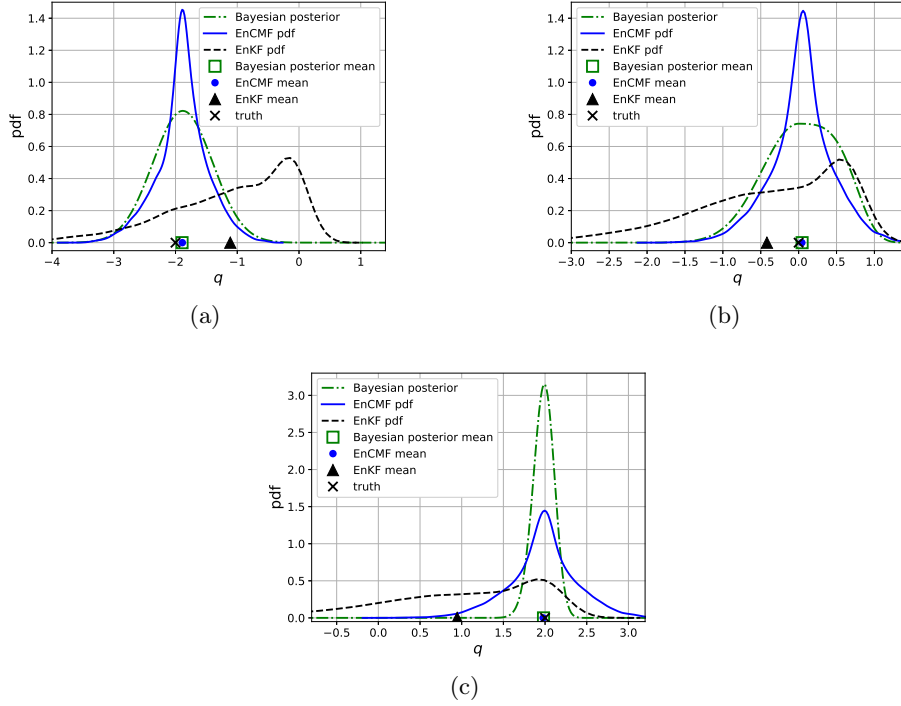 1.4
1.2
1.0
0.8
0.6
0.4
0.2
0.0
pdf
−4
−3
−2
−1
0
1
q
Bayesian posterior
EnCMF pdf
EnKF pdf
Bayesian posterior mean
EnCMF mean
EnKF mean
truth
(a)
1.4
1.2
1.0
0.8
0.6
0.4
0.2
0.0
pdf
−3.0
−2.5
−2.0
−1.5
−1.0
−0.5
0.0
0.5
1.0
q
Bayesian posterior
EnCMF pdf
EnKF pdf
Bayesian posterior mean
EnCMF mean
EnKF mean
truth
(b)
3.0
2.5
2.0
1.5
1.0
0.5
0.0
pdf
−0.5
0.0
0.5
1.0
1.5
2.0
2.5
3.0
q
Bayesian posterior
EnCMF pdf
EnKF pdf
Bayesian posterior mean
EnCMF mean
EnKF mean
truth
(c)